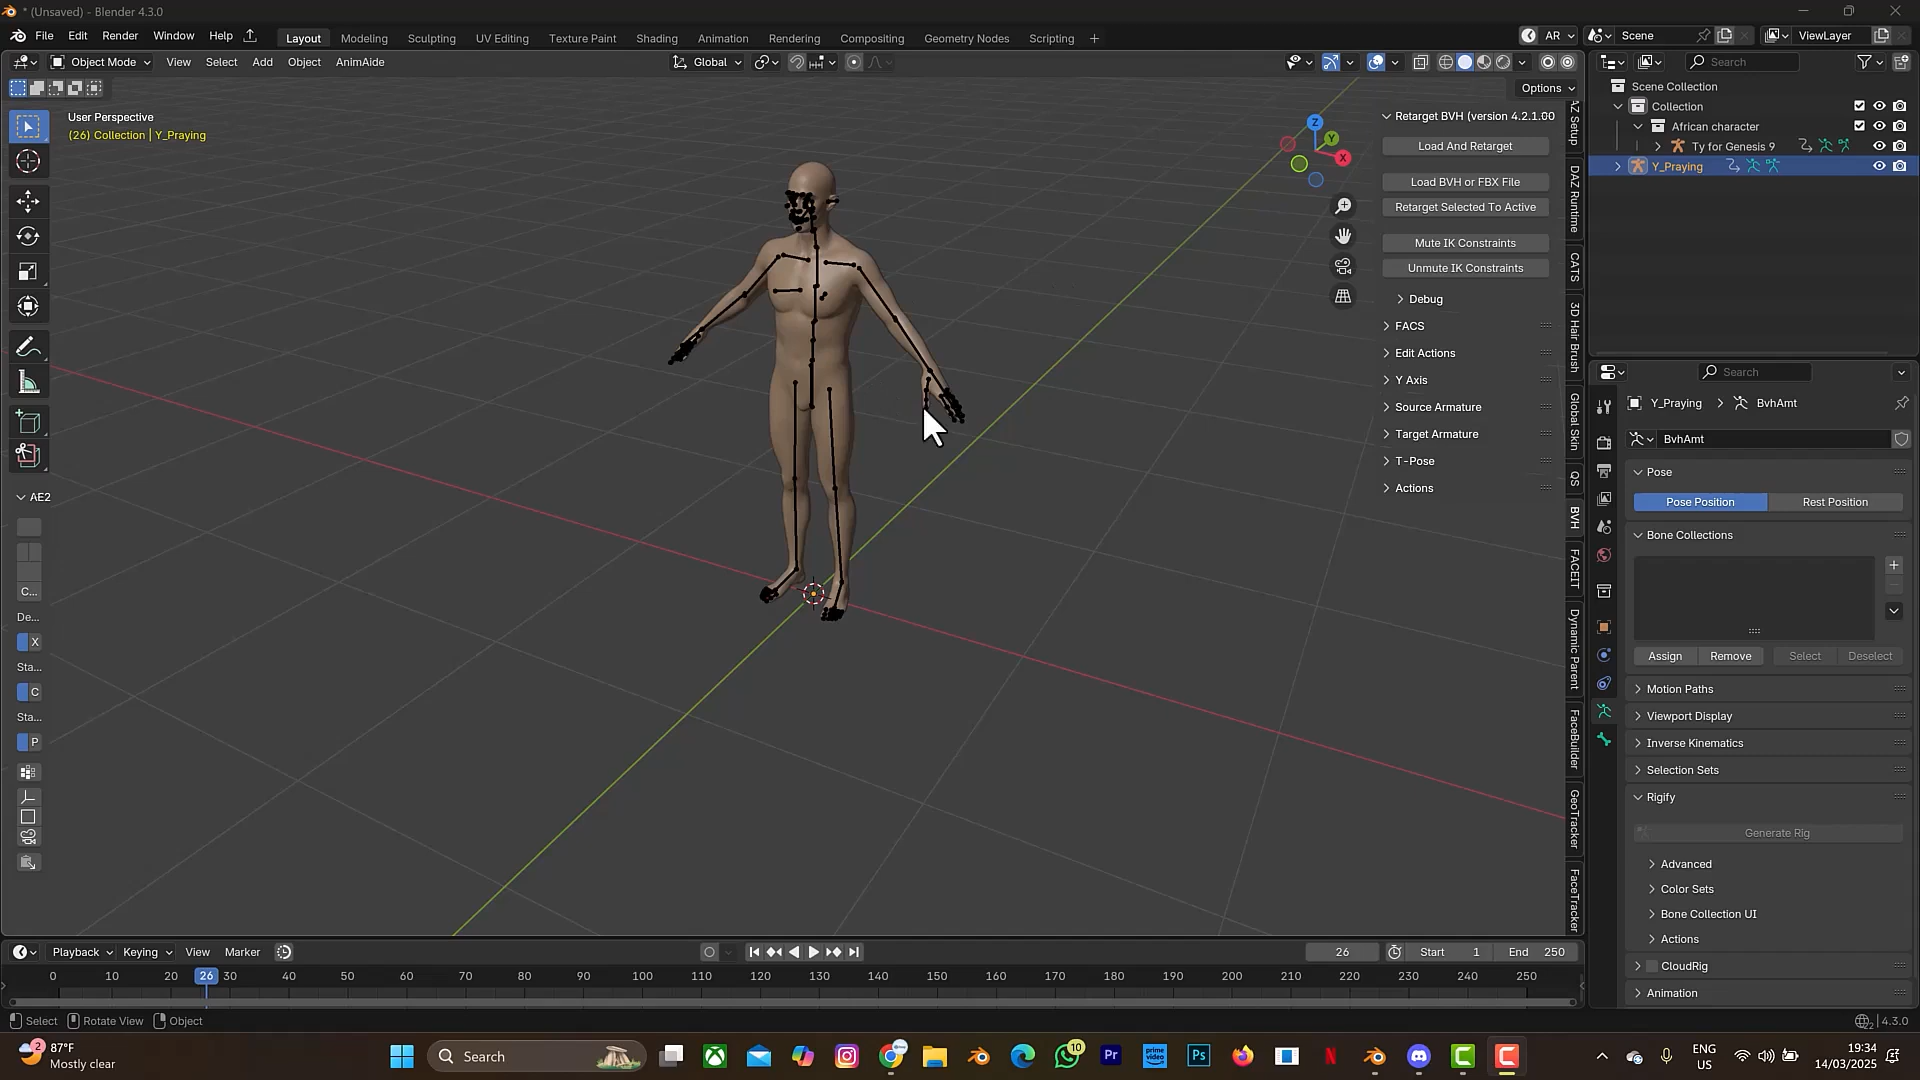 * (Unsaved) - Blender 4.3.0
File Edit Render Window Help
Layout Modeling Sculpting UV Editing Texture Paint Shading Animation Rendering Compositing Geometry Nodes Scripting +
AR Scene ViewLayer
Object Mode View Select Add Object AnimAide Global
Search
Options
User Perspective
(26) Collection | Y_Praying
Z
Y
X
Retarget BVH (version 4.2.1.00
Load And Retarget
Load BVH or FBX File
Retarget Selected To Active
Mute IK Constraints
Unmute IK Constraints
Debug
FACS
Edit Actions
Y Axis
Source Armature
Target Armature
T-Pose
Actions
AZ Setup
DAZ Runtime
CATS
3D Hair Brush
Global Skin
QS
BVH
FACEIT
Dynamic Parent
FaceBuilder
GeoTracker
FaceTracker
Scene Collection
Collection
African character
Ty for Genesis 9
Y_Praying
Search
Y_Praying > BvhAmt
BvhAmt
Pose
Pose Position Rest Position
Bone Collections
Assign Remove Select Deselect
Motion Paths
Viewport Display
Inverse Kinematics
Selection Sets
Rigify
Generate Rig
Advanced
Color Sets
Bone Collection UI
Actions
CloudRig
Animation
AE2
C...
De...
X
Sta...
C
Sta...
P
Playback Keying View Marker
26 Start 1 End 250
0 10 20 26 30 40 50 60 70 80 90 100 110 120 130 140 150 160 170 180 190 200 210 220 230 240 250
Select Rotate View Object
4.3.0
2
87°F
Mostly clear
Search
10
Pr
prime video
Ps
N
C
C
ENG
US
19:34
14/03/2025